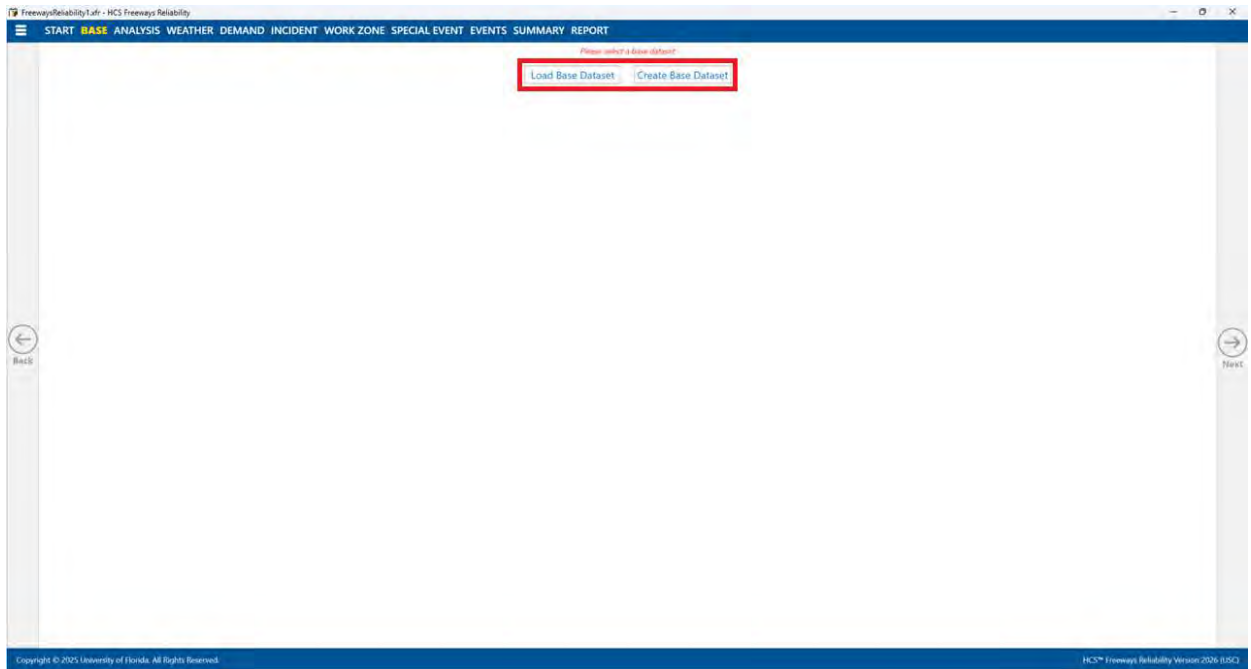 FreewaysReliability1.xfr - HCS Freeways Reliability
START BASE ANALYSIS WEATHER DEMAND INCIDENT WORK ZONE SPECIAL EVENT EVENTS SUMMARY REPORT
Please select a base dataset
Load Base Dataset Create Base Dataset
Back
Next
Copyright © 2025 University of Florida. All Rights Reserved.
HCS™ Freeways Reliability Version 2026 (USC)